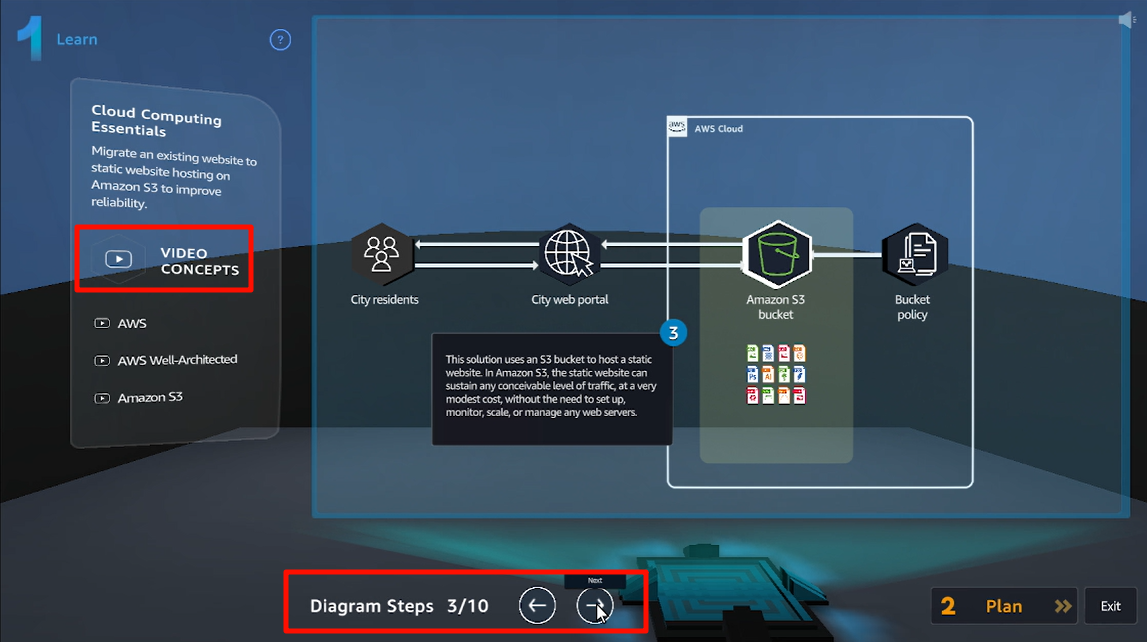 1
Learn
?
Cloud Computing
Essentials
Migrate an existing website to
static website hosting on
Amazon S3 to improve
reliability.
VIDEO
CONCEPTS
AWS
AWS Well-Architected
Amazon S3
aws
AWS Cloud
City residents
City web portal
Amazon S3
bucket
Bucket
policy
3
This solution uses an S3 bucket to host a static
website. In Amazon S3, the static website can
sustain any conceivable level of traffic, at a very
modest cost, without the need to set up,
monitor, scale, or manage any web servers.
Next
Diagram Steps 3/10
2 Plan
Exit